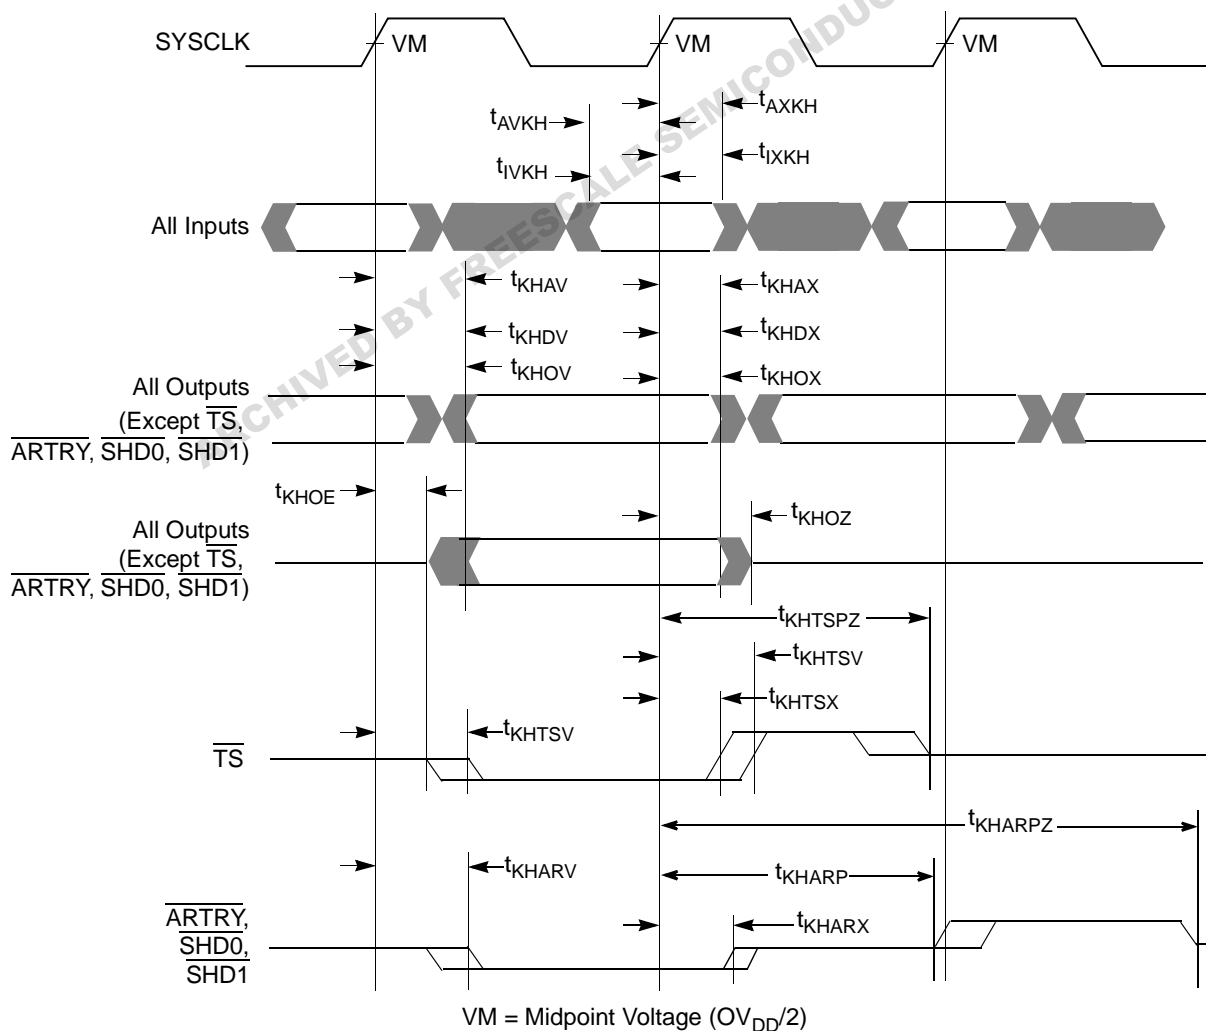 SYSCLK
VM VM VM
tAVKH tAXKH
tIVKH tIXKH
All Inputs
tKHAV tKHAX
tKHDV tKHDX
tKHOV tKHOX
All Outputs
(Except TS,
ARTRY, SHD0, SHD1)
tKHOE
tKHOZ
All Outputs
(Except TS,
ARTRY, SHD0, SHD1)
tKHTSPZ
tKHTSV
tKHTSX
tKHTSV
TS
tKHARPZ
tKHARV tKHARP
tKHARX
ARTRY,
SHD0,
SHD1
VM = Midpoint Voltage (OVDD/2)
ARCHIVED BY FREESCALE SEMICONDUC